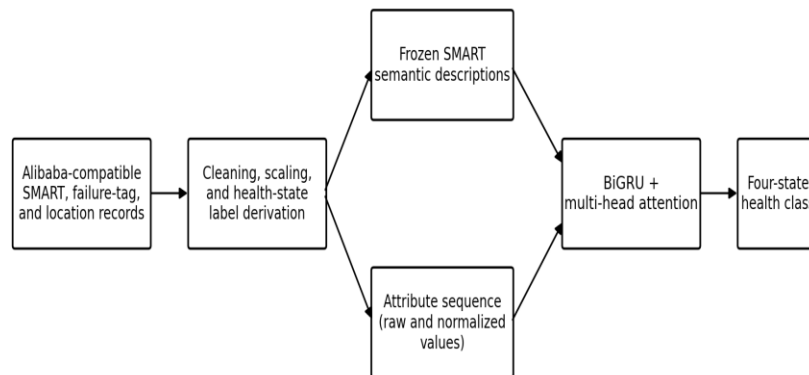 Frozen SMART
semantic descriptions
Alibaba-compatible
SMART, failure-tag,
and location records
Cleaning, scaling,
and health-state
label derivation
BiGRU +
multi-head attention
Four-state
health class
Attribute sequence
(raw and normalized
values)